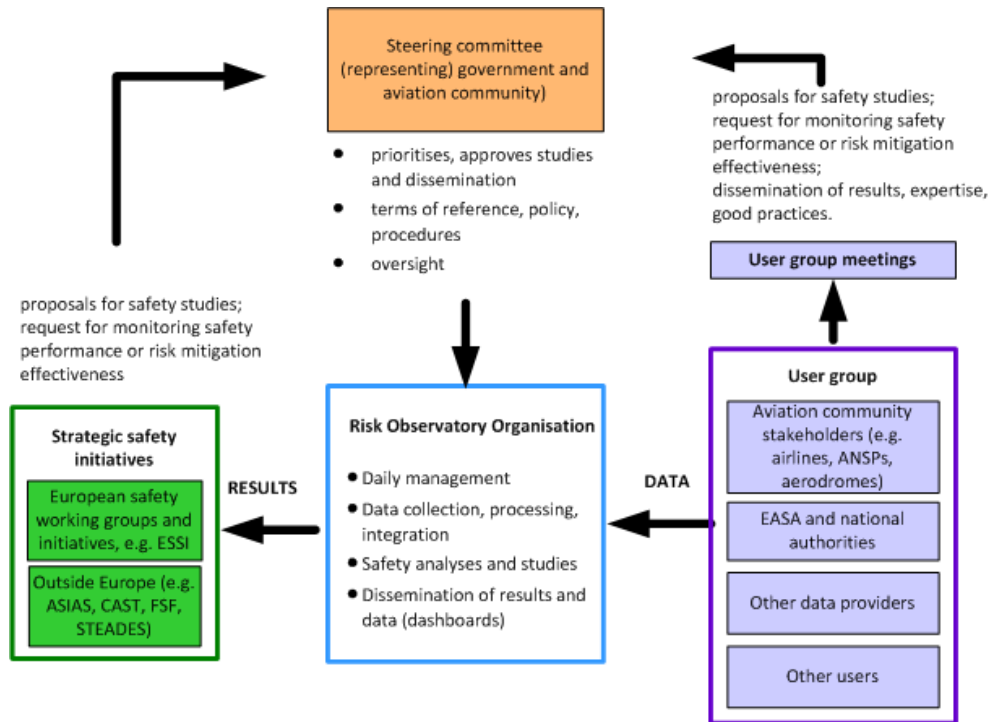 Steering committee
(representing) government and
aviation community)
● prioritises, approves studies
and dissemination
● terms of reference, policy,
procedures
● oversight
proposals for safety studies;
request for monitoring safety
performance or risk mitigation
effectiveness;
dissemination of results, expertise,
good practices.
User group meetings
proposals for safety studies;
request for monitoring safety
performance or risk mitigation
effectiveness
Strategic safety
initiatives
European safety
working groups and
initiatives, e.g. ESSI
Outside Europe (e.g.
ASIAS, CAST, FSF,
STEADES)
RESULTS
Risk Observatory Organisation
● Daily management
● Data collection, processing,
integration
● Safety analyses and studies
● Dissemination of results and
data (dashboards)
DATA
User group
Aviation community
stakeholders (e.g.
airlines, ANSPs,
aerodromes)
EASA and national
authorities
Other data providers
Other users